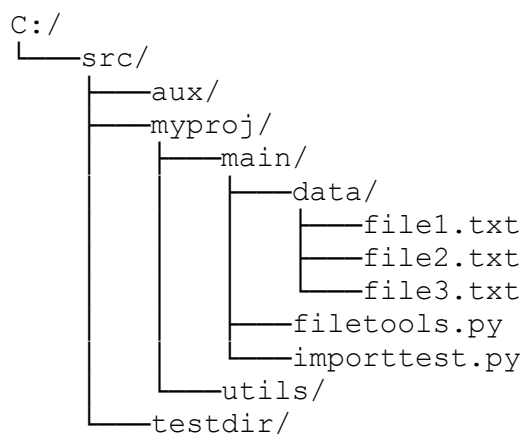 C:/
src/
aux/
myproj/
main/
data/
file1.txt
file2.txt
file3.txt
filetools.py
importtest.py
utils/
testdir/